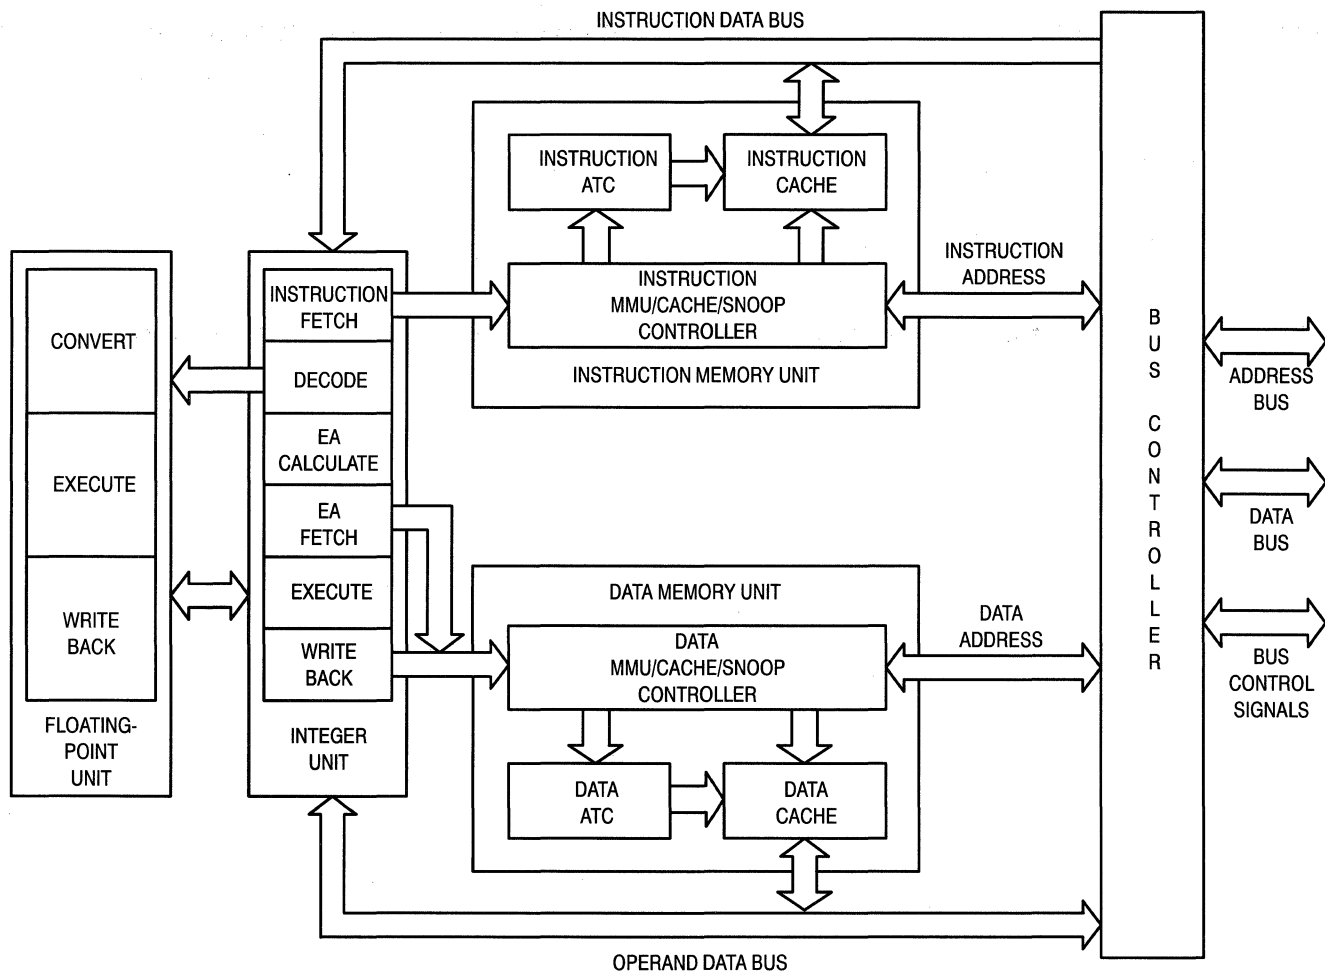 INSTRUCTION DATA BUS
INSTRUCTION
ATC
INSTRUCTION
CACHE
INSTRUCTION
MMU/CACHE/SNOOP
CONTROLLER
INSTRUCTION MEMORY UNIT
INSTRUCTION
ADDRESS
CONVERT
EXECUTE
WRITE
BACK
FLOATING-
POINT
UNIT
INSTRUCTION
FETCH
DECODE
EA
CALCULATE
EA
FETCH
EXECUTE
WRITE
BACK
INTEGER
UNIT
DATA MEMORY UNIT
DATA
MMU/CACHE/SNOOP
CONTROLLER
DATA
ATC
DATA
CACHE
DATA
ADDRESS
BUS CONTROLLER
ADDRESS
BUS
DATA
BUS
BUS
CONTROL
SIGNALS
OPERAND DATA BUS